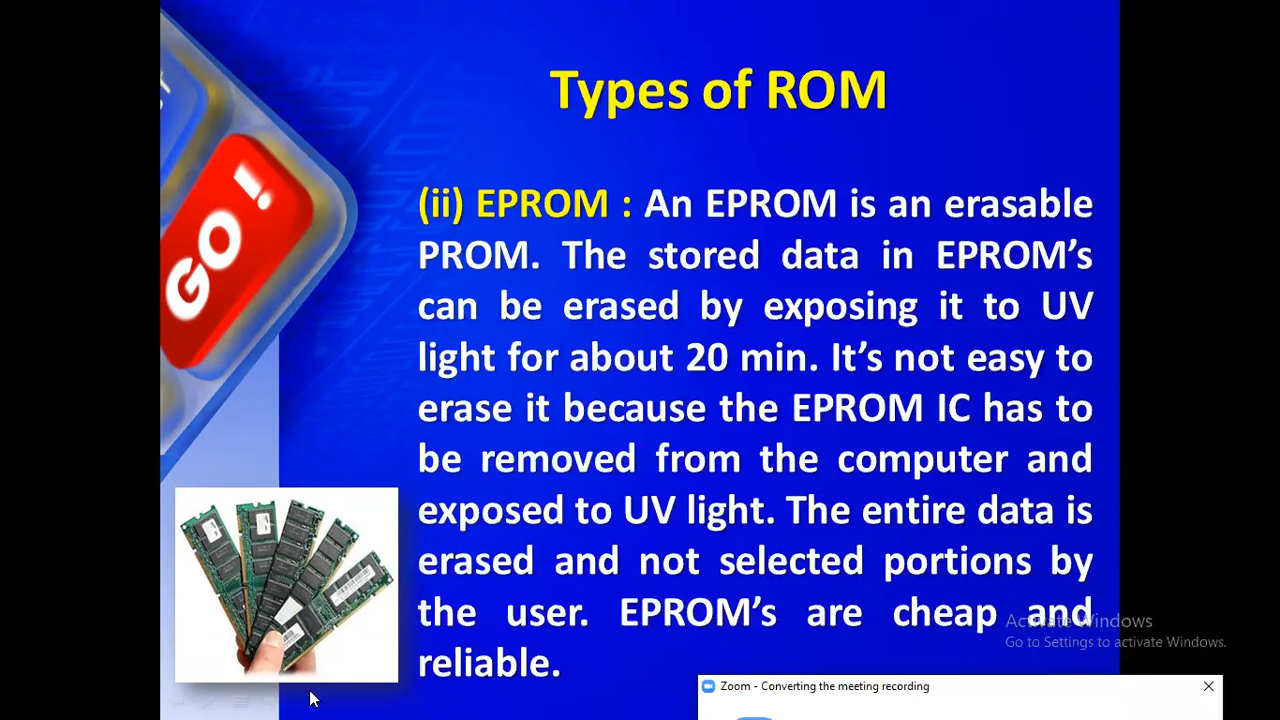 Types of ROM
GO !
(ii) EPROM : An EPROM is an erasable
PROM. The stored data in EPROM’s
can be erased by exposing it to UV
light for about 20 min. It’s not easy to
erase it because the EPROM IC has to
be removed from the computer and
exposed to UV light. The entire data is
erased and not selected portions by
the user. EPROM’s are cheap and
reliable.
Activate Windows
Go to Settings to activate Windows.
Zoom - Converting the meeting recording